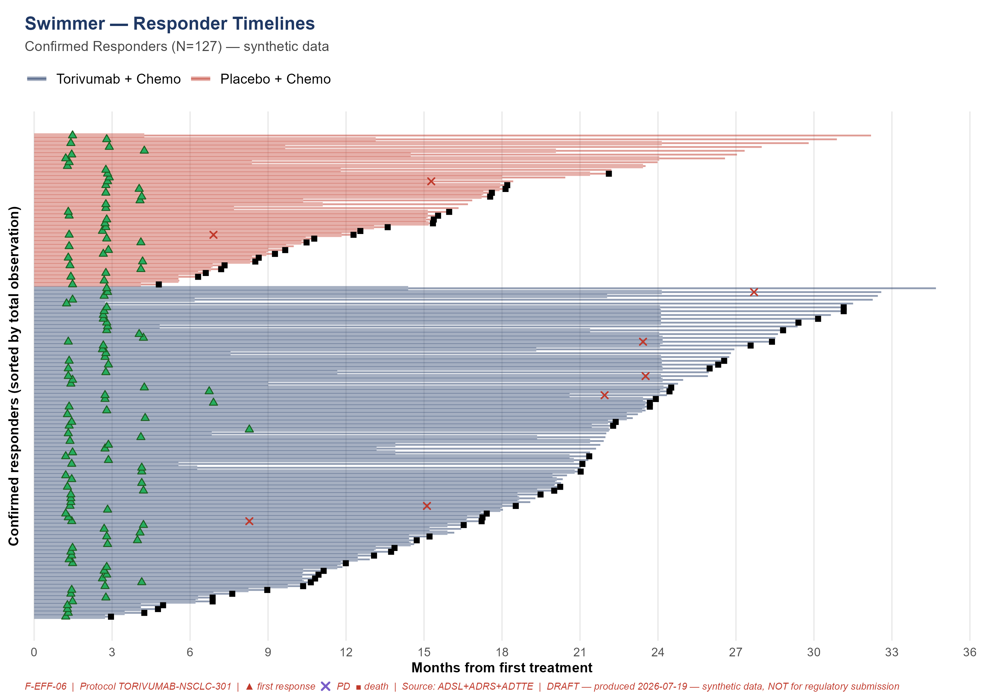 Swimmer — Responder Timelines
Confirmed Responders (N=127) — synthetic data
Torivumab + Chemo Placebo + Chemo
Confirmed responders (sorted by total observation)
0 3 6 9 12 15 18 21 24 27 30 33 36
Months from first treatment
F-EFF-06 | Protocol TORIVUMAB-NSCLC-301 | ▲ first response ❌ PD ■ death | Source: ADSL+ADRS+ADTTE | DRAFT — produced 2026-07-19 — synthetic data, NOT for regulatory submission